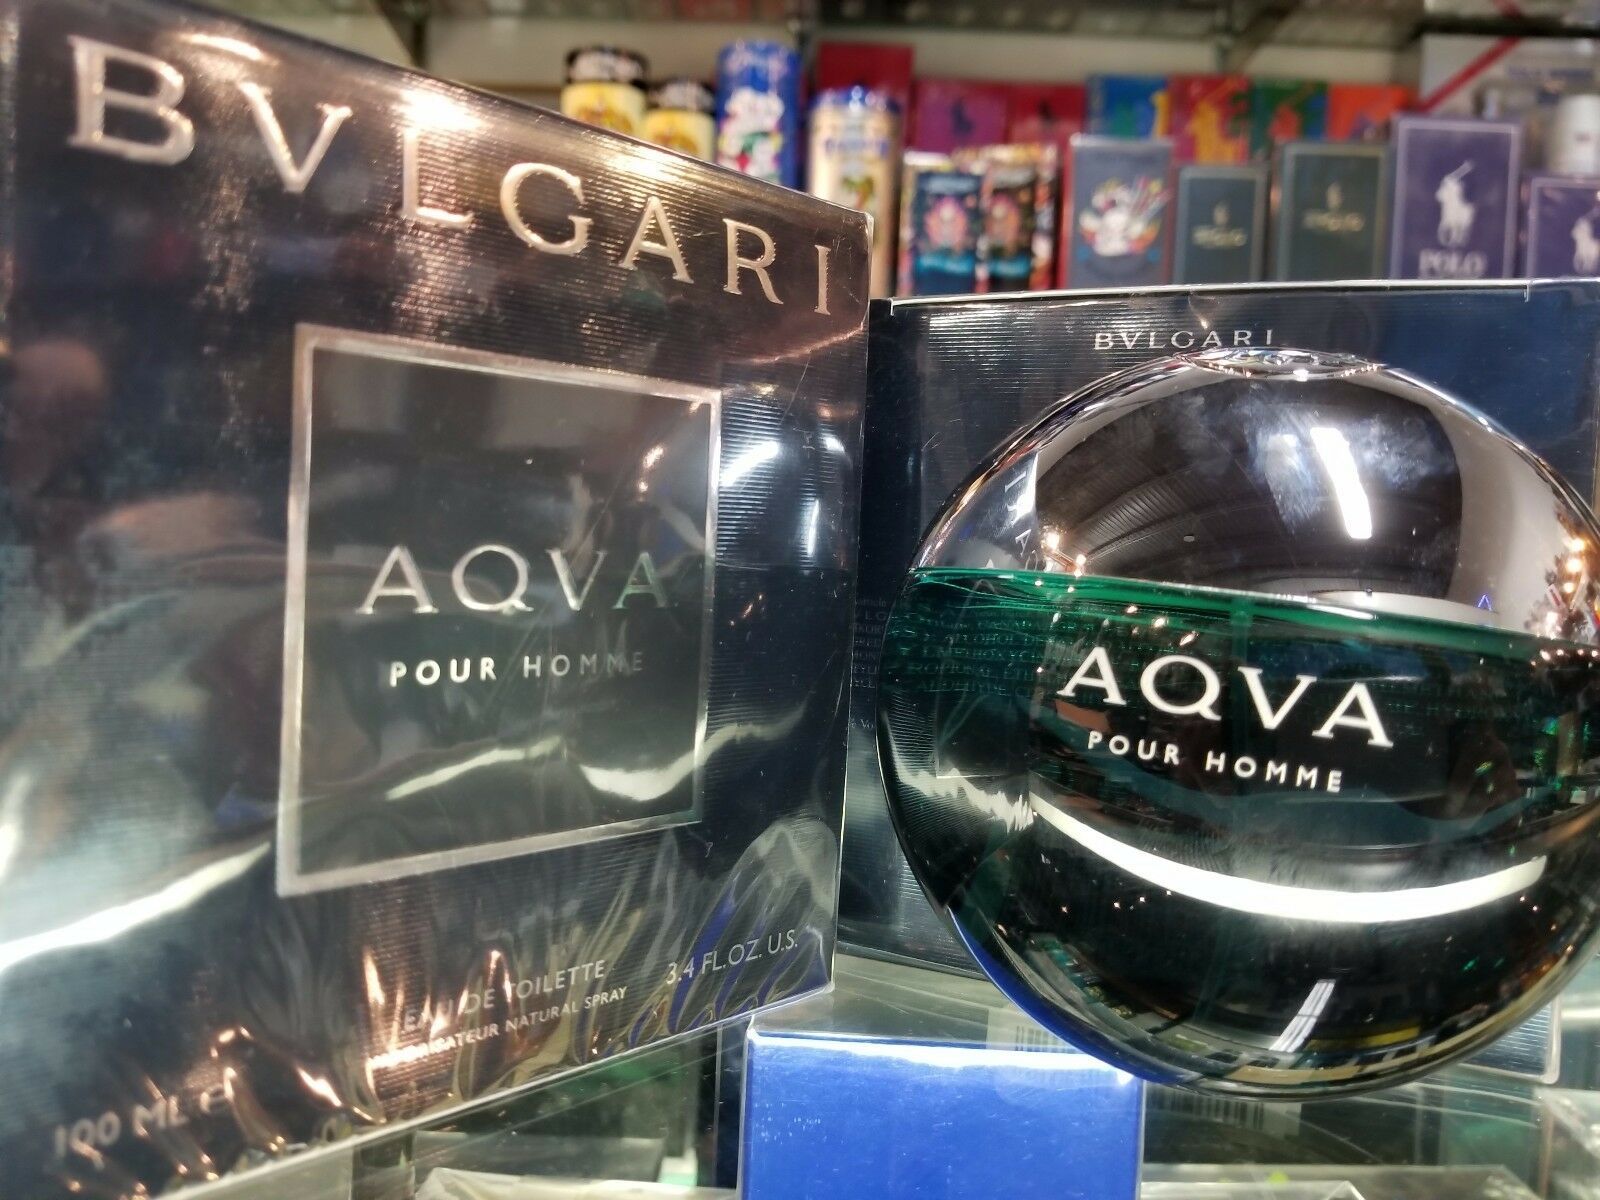 BVLGARI
AQVA
POUR HOMME
EAU DE TOILETTE
NATURAL SPRAY
3.4 FL.OZ. U.S.
100 ML e
BVLGARI
AQVA
POUR HOMME
POLO